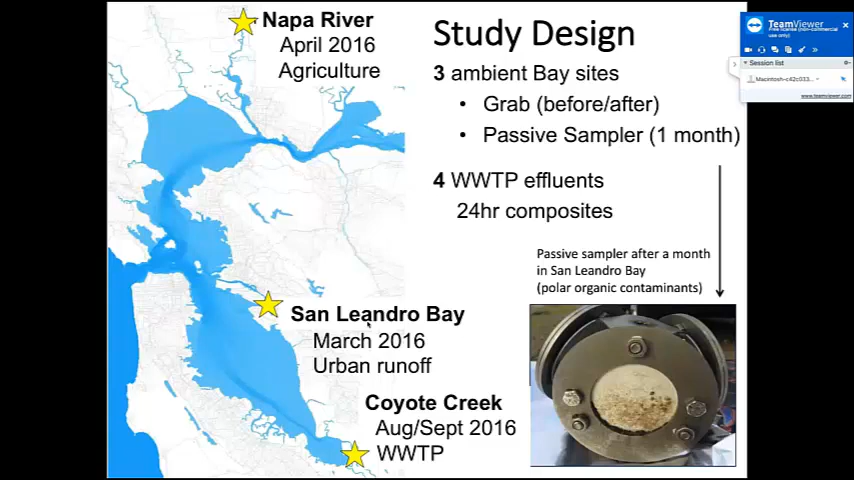 Napa River
April 2016
Agriculture
San Leandro Bay
March 2016
Urban runoff
Coyote Creek
Aug/Sept 2016
WWTP
Study Design
3 ambient Bay sites
• Grab (before/after)
• Passive Sampler (1 month)
4 WWTP effluents
24hr composites
Passive sampler after a month
in San Leandro Bay
(polar organic contaminants)
TeamViewer
Free license (non-commercial
use only)
Session list
www.teamviewer.com